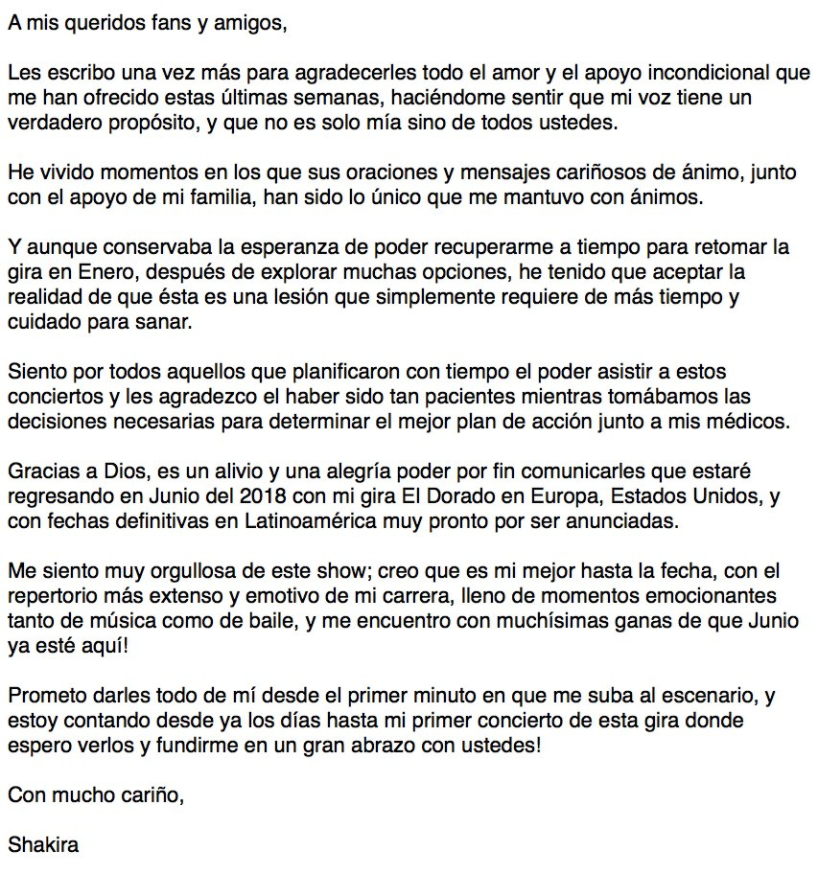 A mis queridos fans y amigos,
Les escribo una vez más para agradecerles todo el amor y el apoyo incondicional que
me han ofrecido estas últimas semanas, haciéndome sentir que mi voz tiene un
verdadero propósito, y que no es solo mía sino de todos ustedes.
He vivido momentos en los que sus oraciones y mensajes cariñosos de ánimo, junto
con el apoyo de mi familia, han sido lo único que me mantuvo con ánimos.
Y aunque conservaba la esperanza de poder recuperarme a tiempo para retomar la
gira en Enero, después de explorar muchas opciones, he tenido que aceptar la
realidad de que ésta es una lesión que simplemente requiere de más tiempo y
cuidado para sanar.
Siento por todos aquellos que planificaron con tiempo el poder asistir a estos
conciertos y les agradezco el haber sido tan pacientes mientras tomábamos las
decisiones necesarias para determinar el mejor plan de acción junto a mis médicos.
Gracias a Dios, es un alivio y una alegría poder por fin comunicarles que estaré
regresando en Junio del 2018 con mi gira El Dorado en Europa, Estados Unidos, y
con fechas definitivas en Latinoamérica muy pronto por ser anunciadas.
Me siento muy orgullosa de este show; creo que es mi mejor hasta la fecha, con el
repertorio más extenso y emotivo de mi carrera, lleno de momentos emocionantes
tanto de música como de baile, y me encuentro con muchísimas ganas de que Junio
ya esté aquí!
Prometo darles todo de mí desde el primer minuto en que me suba al escenario, y
estoy contando desde ya los días hasta mi primer concierto de esta gira donde
espero verlos y fundirme en un gran abrazo con ustedes!
Con mucho cariño,
Shakira